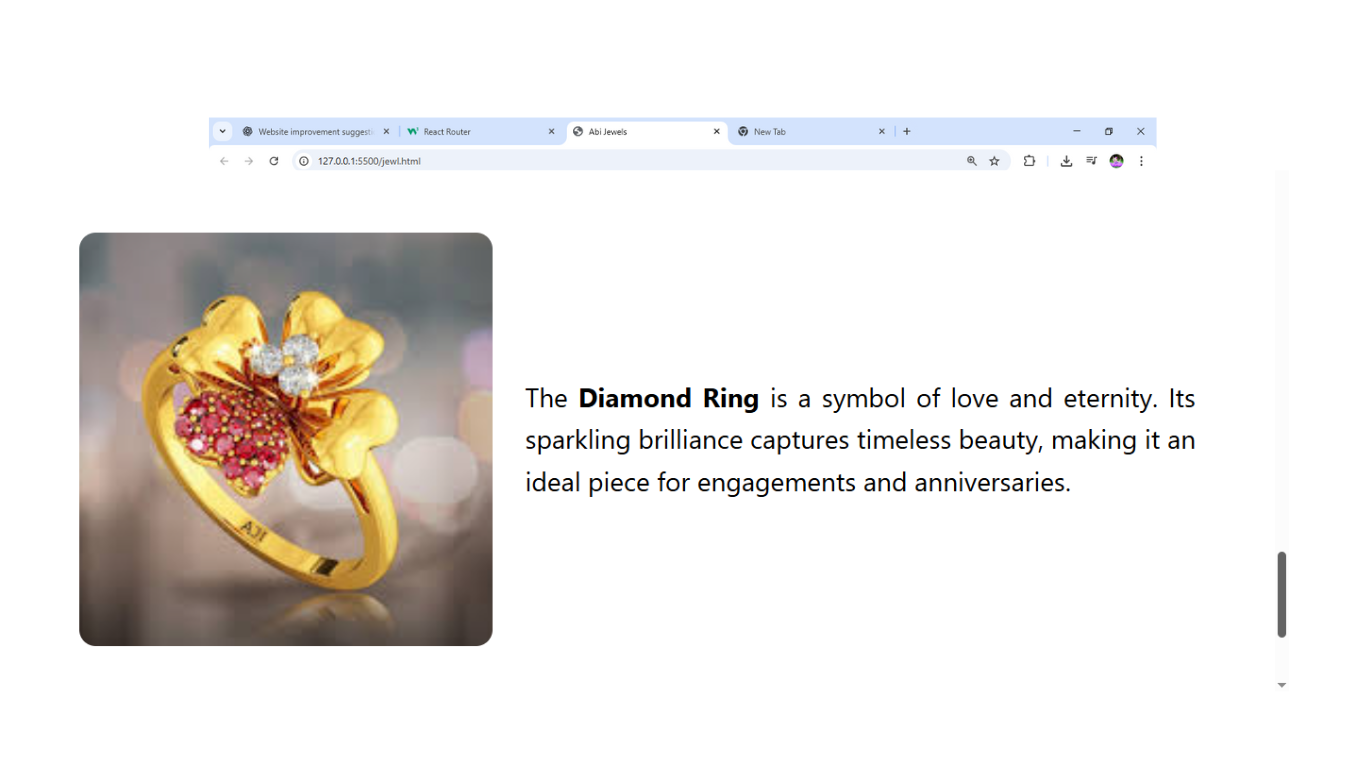 Website improvement suggesti
React Router
Abi Jewels
New Tab
127.0.0.1:5500/jewl.html
AJI
The Diamond Ring is a symbol of love and eternity. Its
sparkling brilliance captures timeless beauty, making it an
ideal piece for engagements and anniversaries.